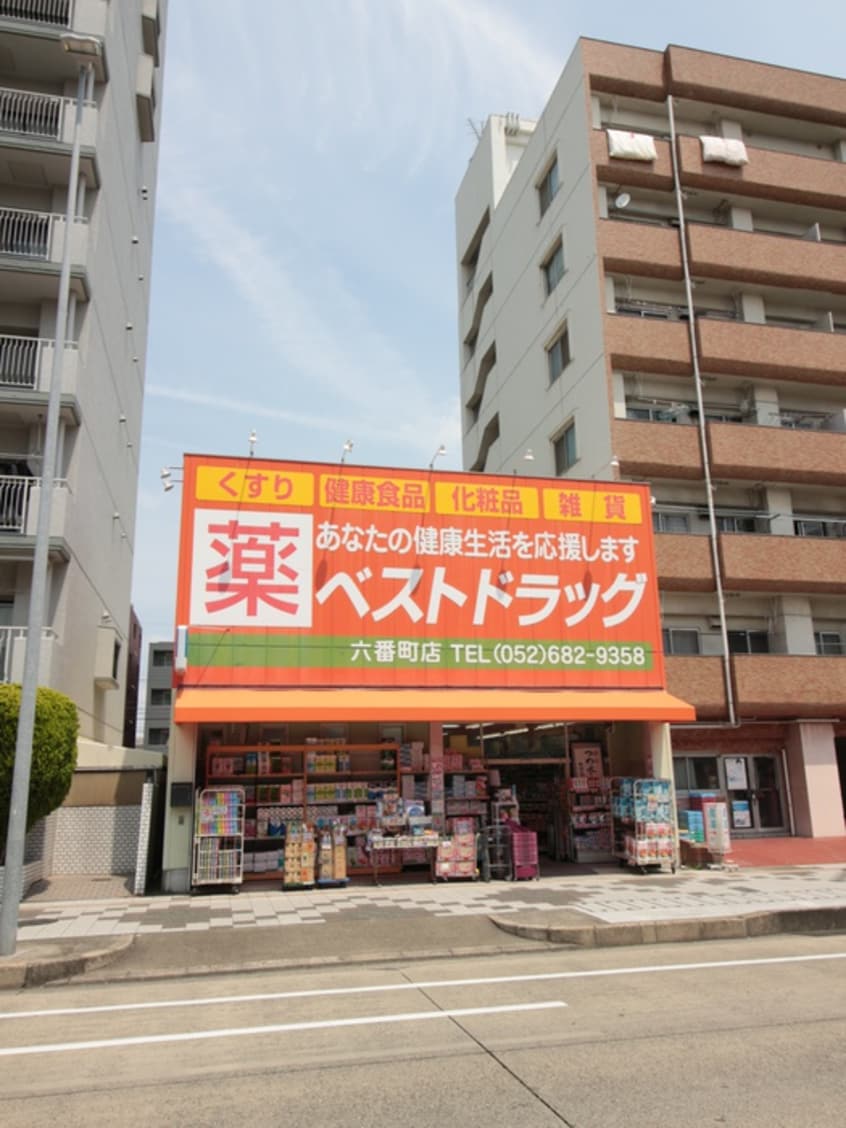 くすり 健康食品 化粧品 雑貨
薬
あなたの健康生活を応援します
ベストドラッグ
六番町店 TEL(052)682-9358